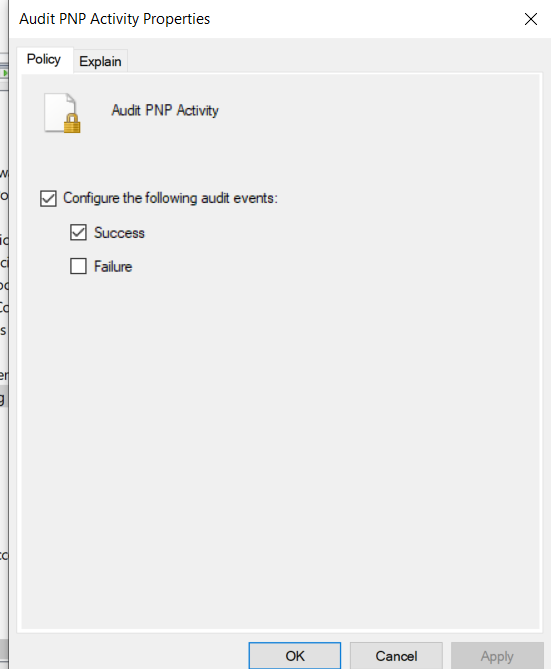 Audit PNP Activity Properties
Policy
Explain
Audit PNP Activity
Configure the following audit events:
Success
Failure
OK
Cancel
Apply